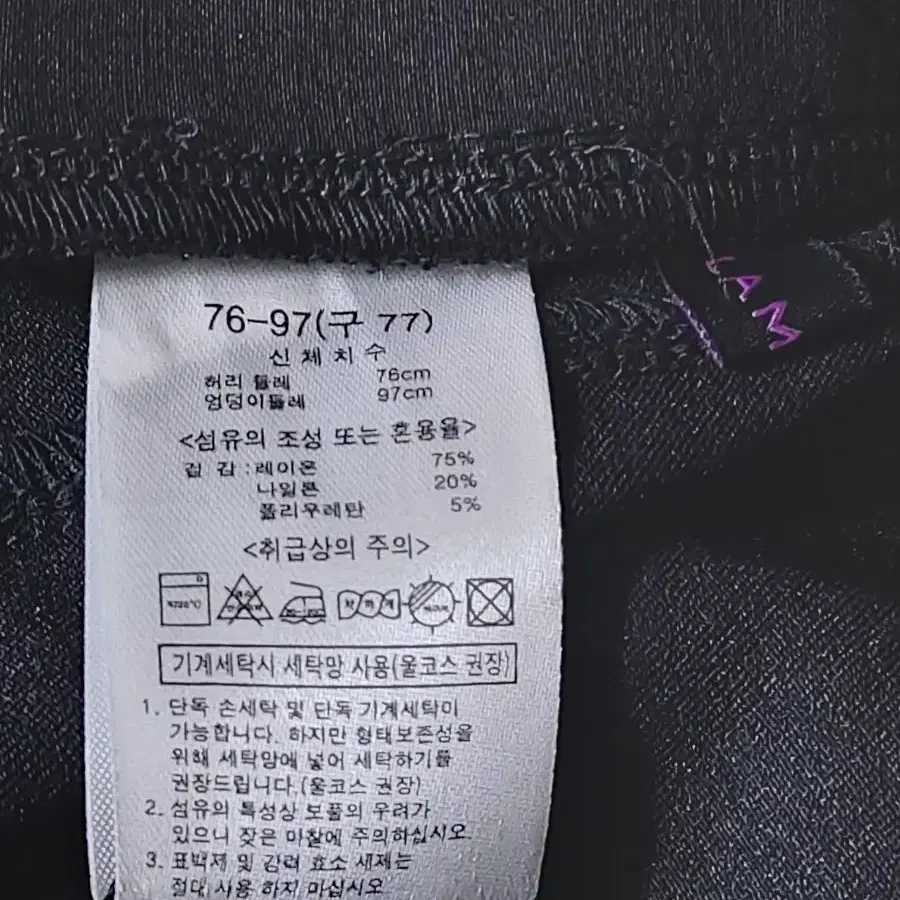 76-97(구 77)
신체치수
허리 둘레 76cm
엉덩이둘레 97cm
<섬유의 조성 또는 혼용율>
겉 감 : 레이온 75%
나일론 20%
폴리우레탄 5%
<취급상의 주의>
기계세탁시 세탁망 사용(울코스 권장)
1. 단독 손세탁 및 단독 기계세탁이
가능합니다. 하지만 형태보존성을
위해 세탁망에 넣어 세탁하기를
권장드립니다.(울코스 권장)
2. 섬유의 특성상 보풀의 우려가
있으니 잦은 마찰에 주의하십시오
3. 표백제 및 강력 효소 세제는
절대 사용 하지 마십시오
AM